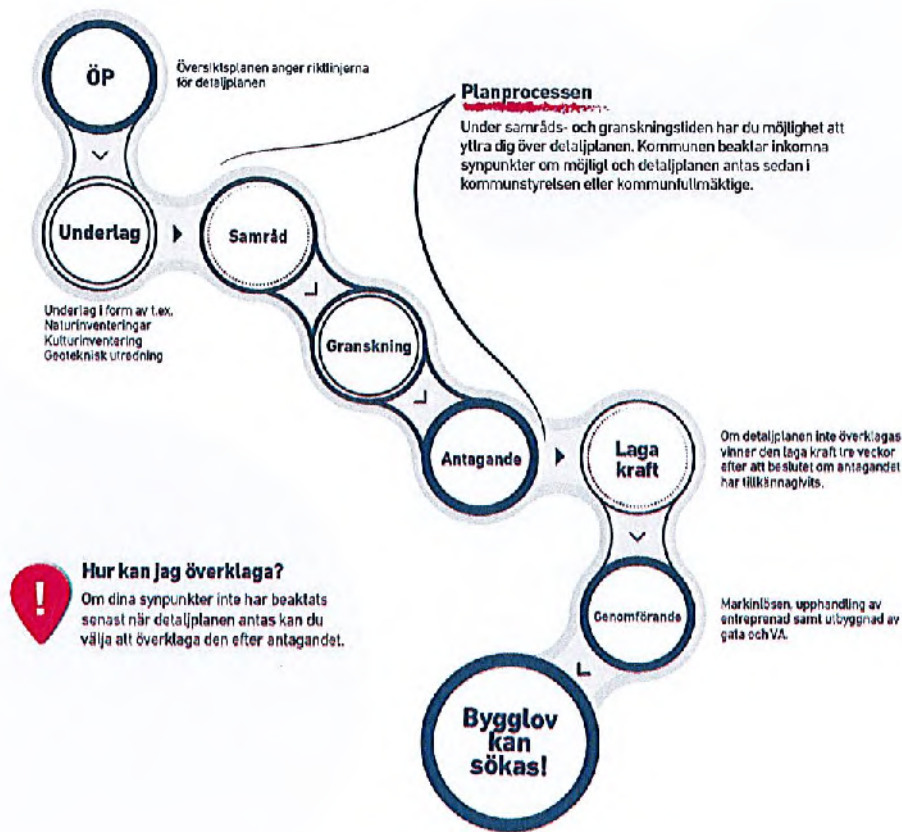 ÖP
Översiktsplanen anger riktlinjerna
för detaljplanen
Planprocessen
Under samråds- och granskningstiden har du möjlighet att
yttra dig över detaljplanen. Kommunen beaktar inkomna
synpunkter om möjligt och detaljplanen antas sedan i
kommunstyrelsen eller kommunfullmäktige.
Underlag
Samråd
Underlag i form av t.ex.
Naturinventeringar
Kulturinventering
Geoteknisk utredning
Granskning
Antagande
Laga
kraft
Om detaljplanen inte överklagas
vinner den laga kraft tre veckor
efter att beslutet om antagandet
har tillkännagivits.
Hur kan jag överklaga?
Om dina synpunkter inte har beaktats
senast när detaljplanen antas kan du
välja att överklaga den efter antagandet.
Genomförande
Markinlösen, upphandling av
entreprenad samt utbyggnad av
gata och VA.
Bygglov
kan
sökas!